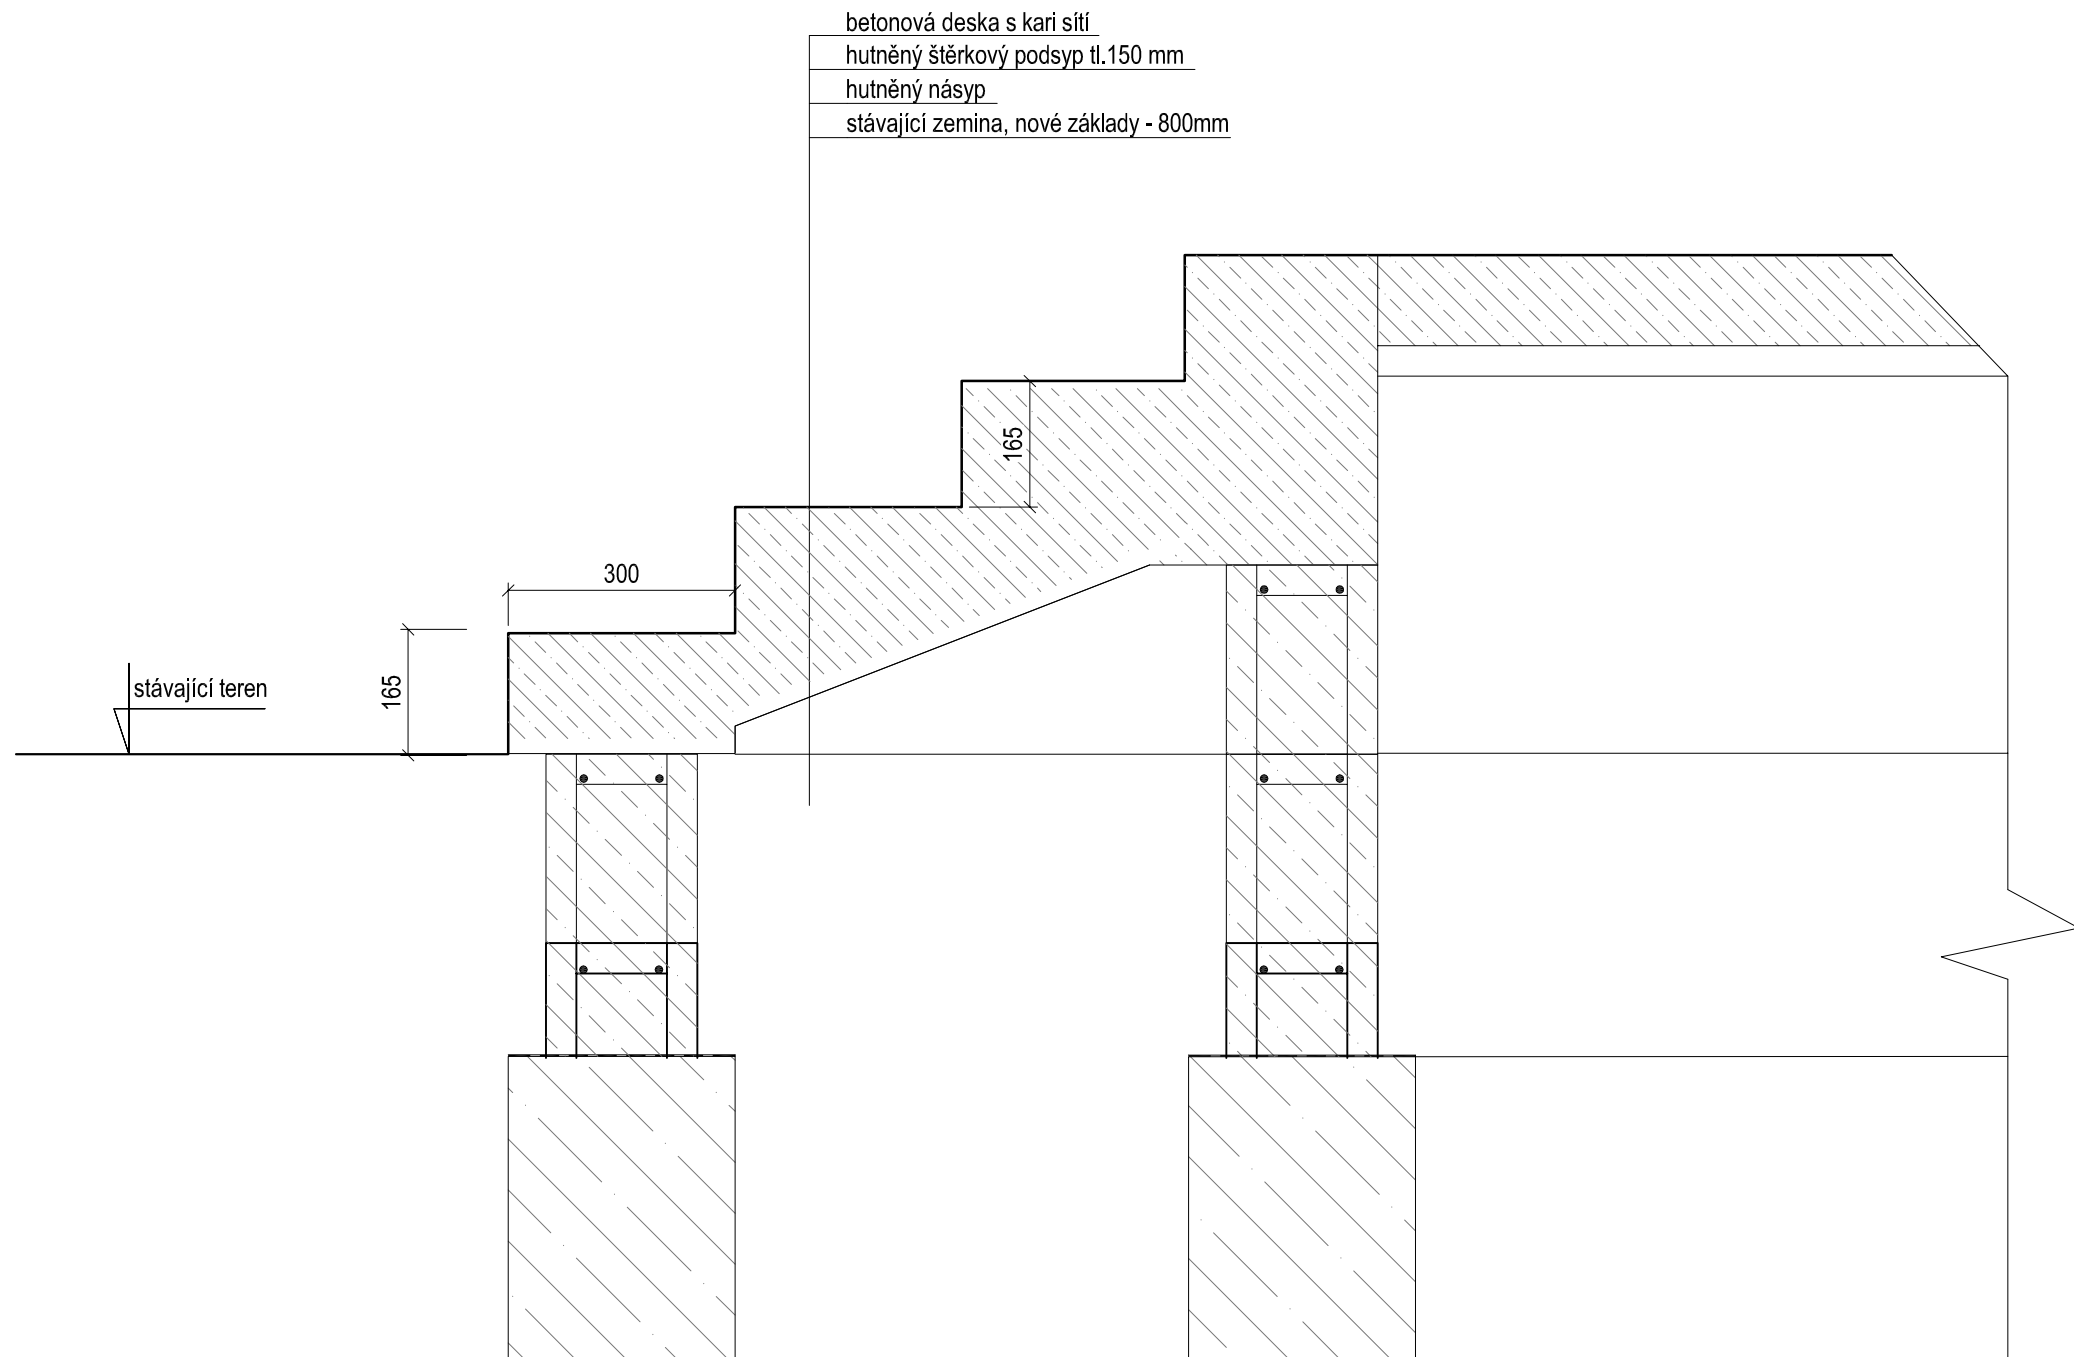 betonová deska s kari sítí
hutněný štěrkový podsyp tl.150 mm
hutněný násyp
stávající zemina, nové základy - 800mm
165
300
165
stávající teren